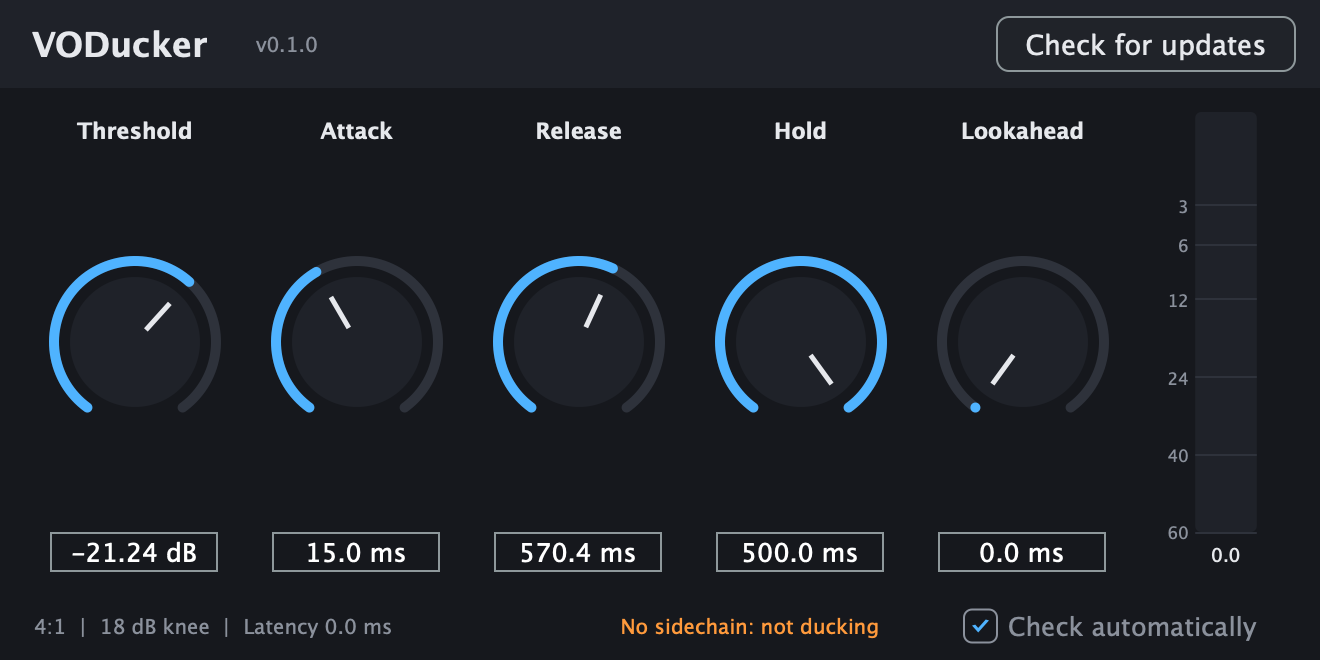 VODucker v0.1.0 Check for updates
Threshold Attack Release Hold Lookahead
3
6
12
24
40
60
-21.24 dB 15.0 ms 570.4 ms 500.0 ms 0.0 ms 0.0
4:1 | 18 dB knee | Latency 0.0 ms No sidechain: not ducking Check automatically